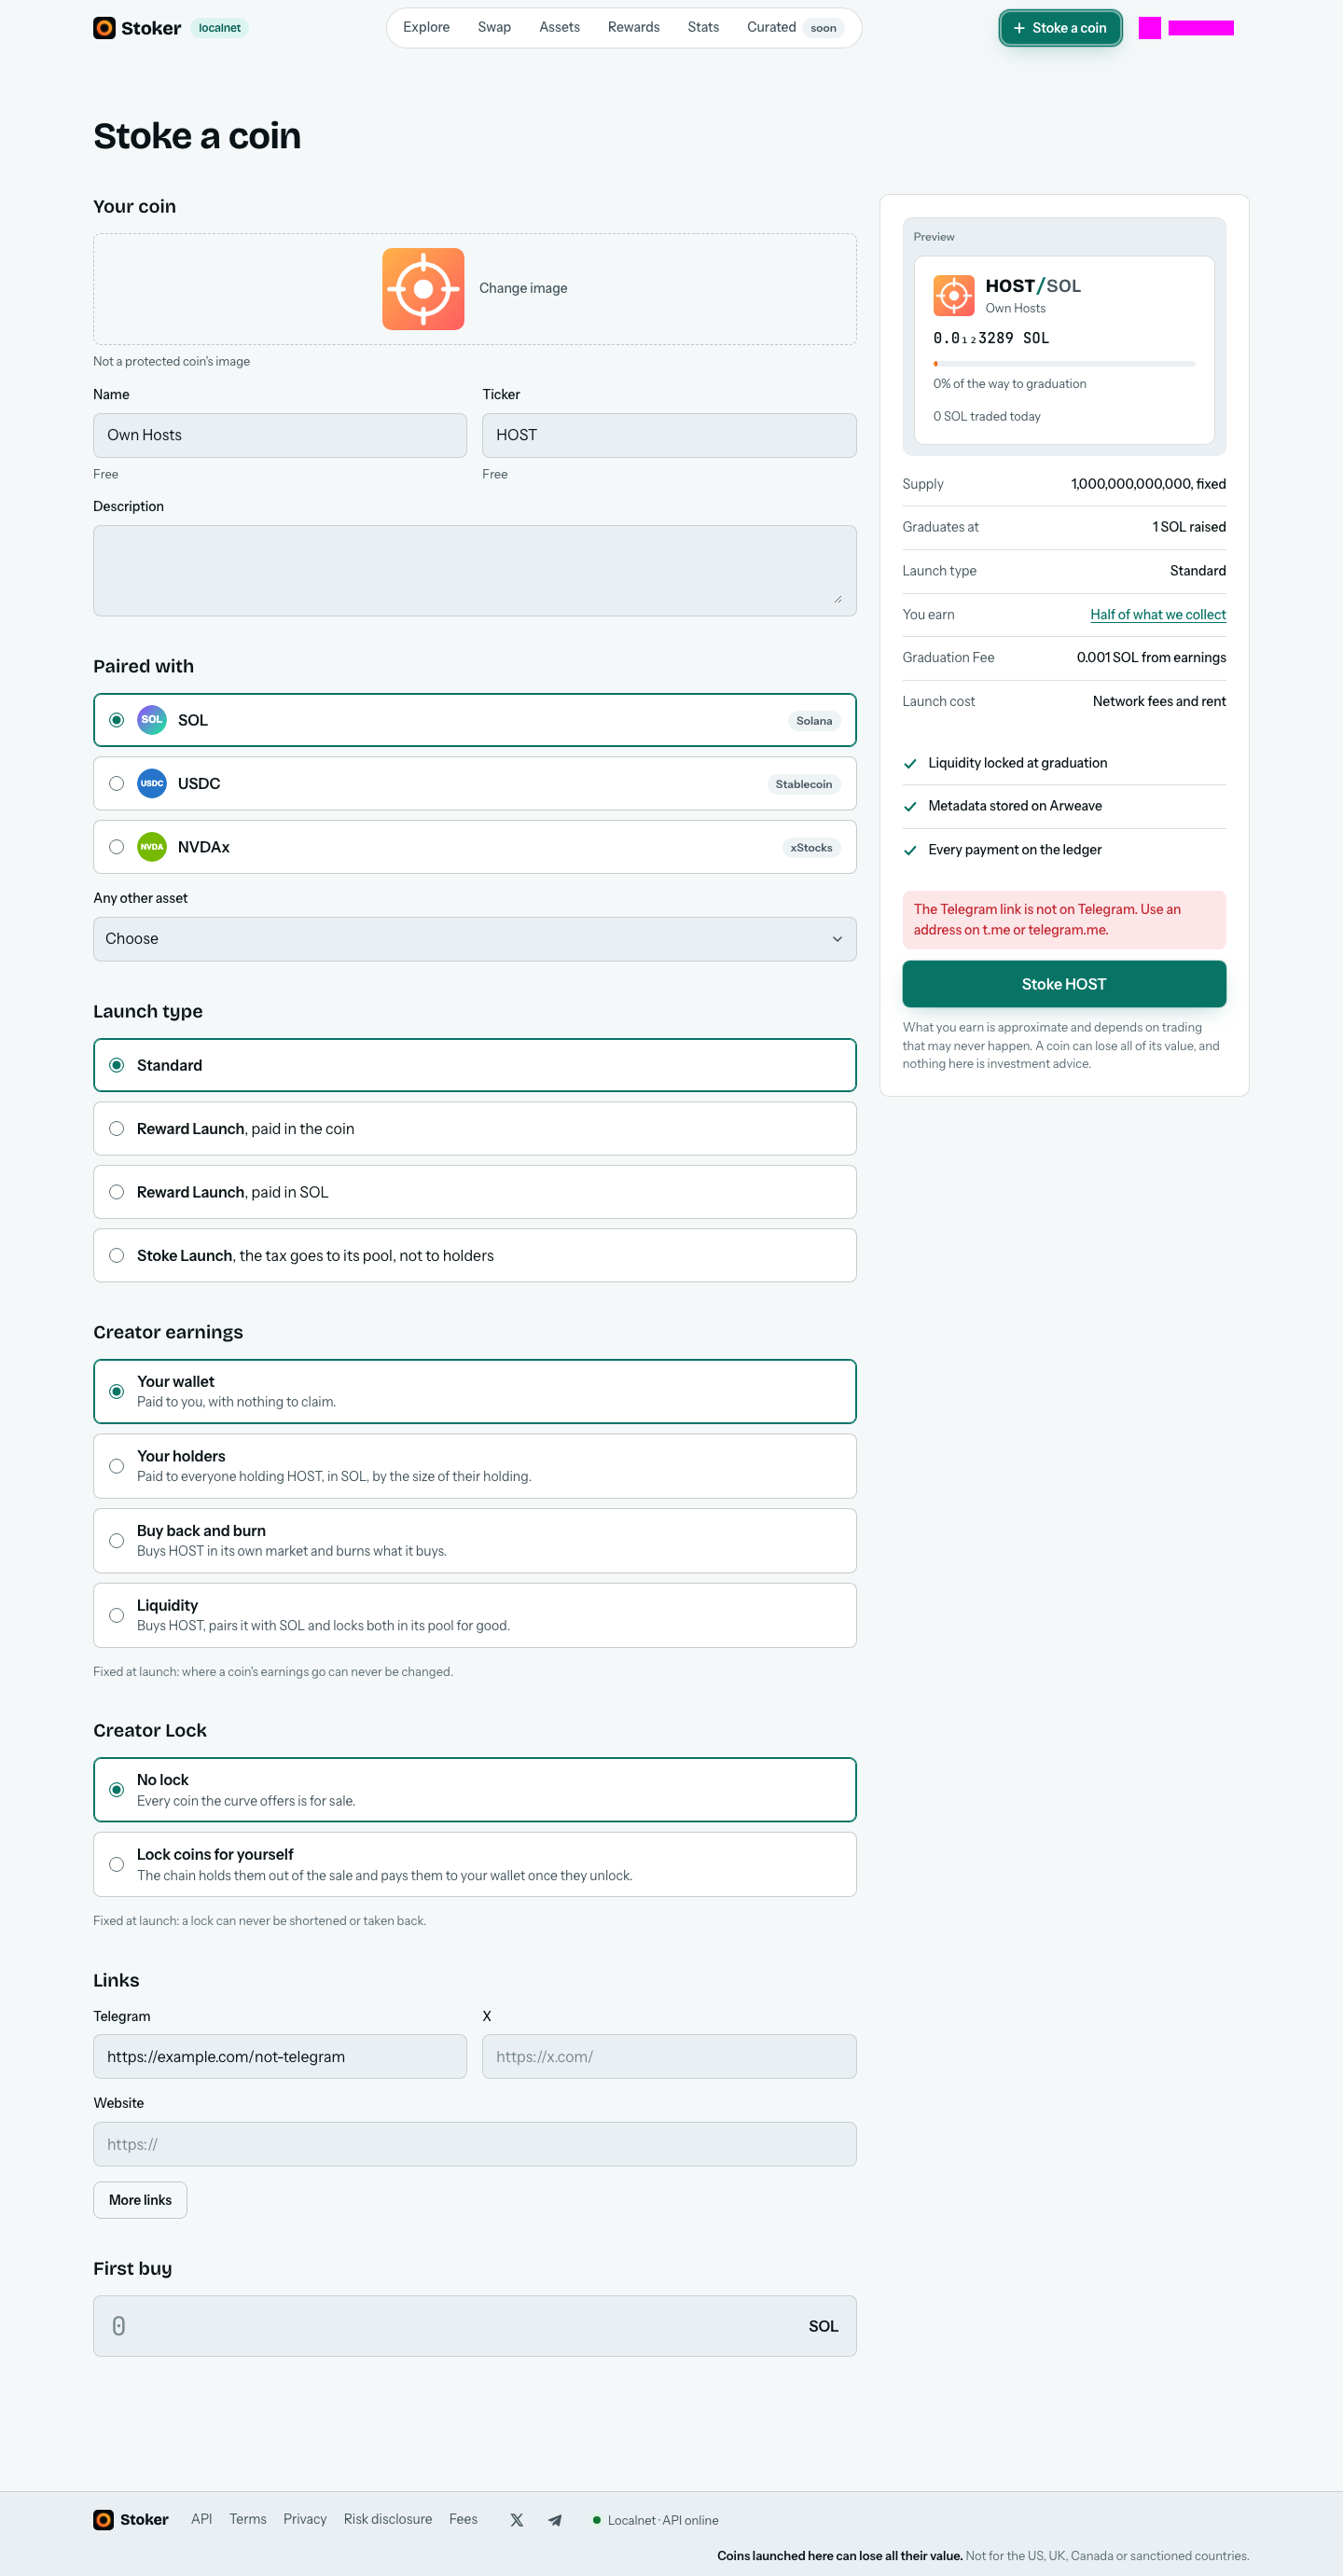 Stoker localnet Explore Swap Assets Rewards Stats Curated soon + Stoke a coin
Stoke a coin
Your coin
Change image
Not a protected coin's image
Name
Ticker
Own Hosts
HOST
Free
Free
Description
Paired with
SOL SOL Solana
USDC USDC Stablecoin
NVDA NVDAx xStocks
Any other asset
Choose
Launch type
Standard
Reward Launch, paid in the coin
Reward Launch, paid in SOL
Stoke Launch, the tax goes to its pool, not to holders
Creator earnings
Your wallet
Paid to you, with nothing to claim.
Your holders
Paid to everyone holding HOST, in SOL, by the size of their holding.
Buy back and burn
Buys HOST in its own market and burns what it buys.
Liquidity
Buys HOST, pairs it with SOL and locks both in its pool for good.
Fixed at launch: where a coin's earnings go can never be changed.
Creator Lock
No lock
Every coin the curve offers is for sale.
Lock coins for yourself
The chain holds them out of the sale and pays them to your wallet once they unlock.
Fixed at launch: a lock can never be shortened or taken back.
Links
Telegram
X
https://example.com/not-telegram
https://x.com/
Website
https://
More links
First buy
0 SOL
Preview
HOST/SOL
Own Hosts
0.0₁₂3289 SOL
0% of the way to graduation
0 SOL traded today
Supply 1,000,000,000,000, fixed
Graduates at 1 SOL raised
Launch type Standard
You earn Half of what we collect
Graduation Fee 0.001 SOL from earnings
Launch cost Network fees and rent
Liquidity locked at graduation
Metadata stored on Arweave
Every payment on the ledger
The Telegram link is not on Telegram. Use an
address on t.me or telegram.me.
Stoke HOST
What you earn is approximate and depends on trading
that may never happen. A coin can lose all of its value, and
nothing here is investment advice.
Stoker API Terms Privacy Risk disclosure Fees Localnet · API online
Coins launched here can lose all their value. Not for the US, UK, Canada or sanctioned countries.